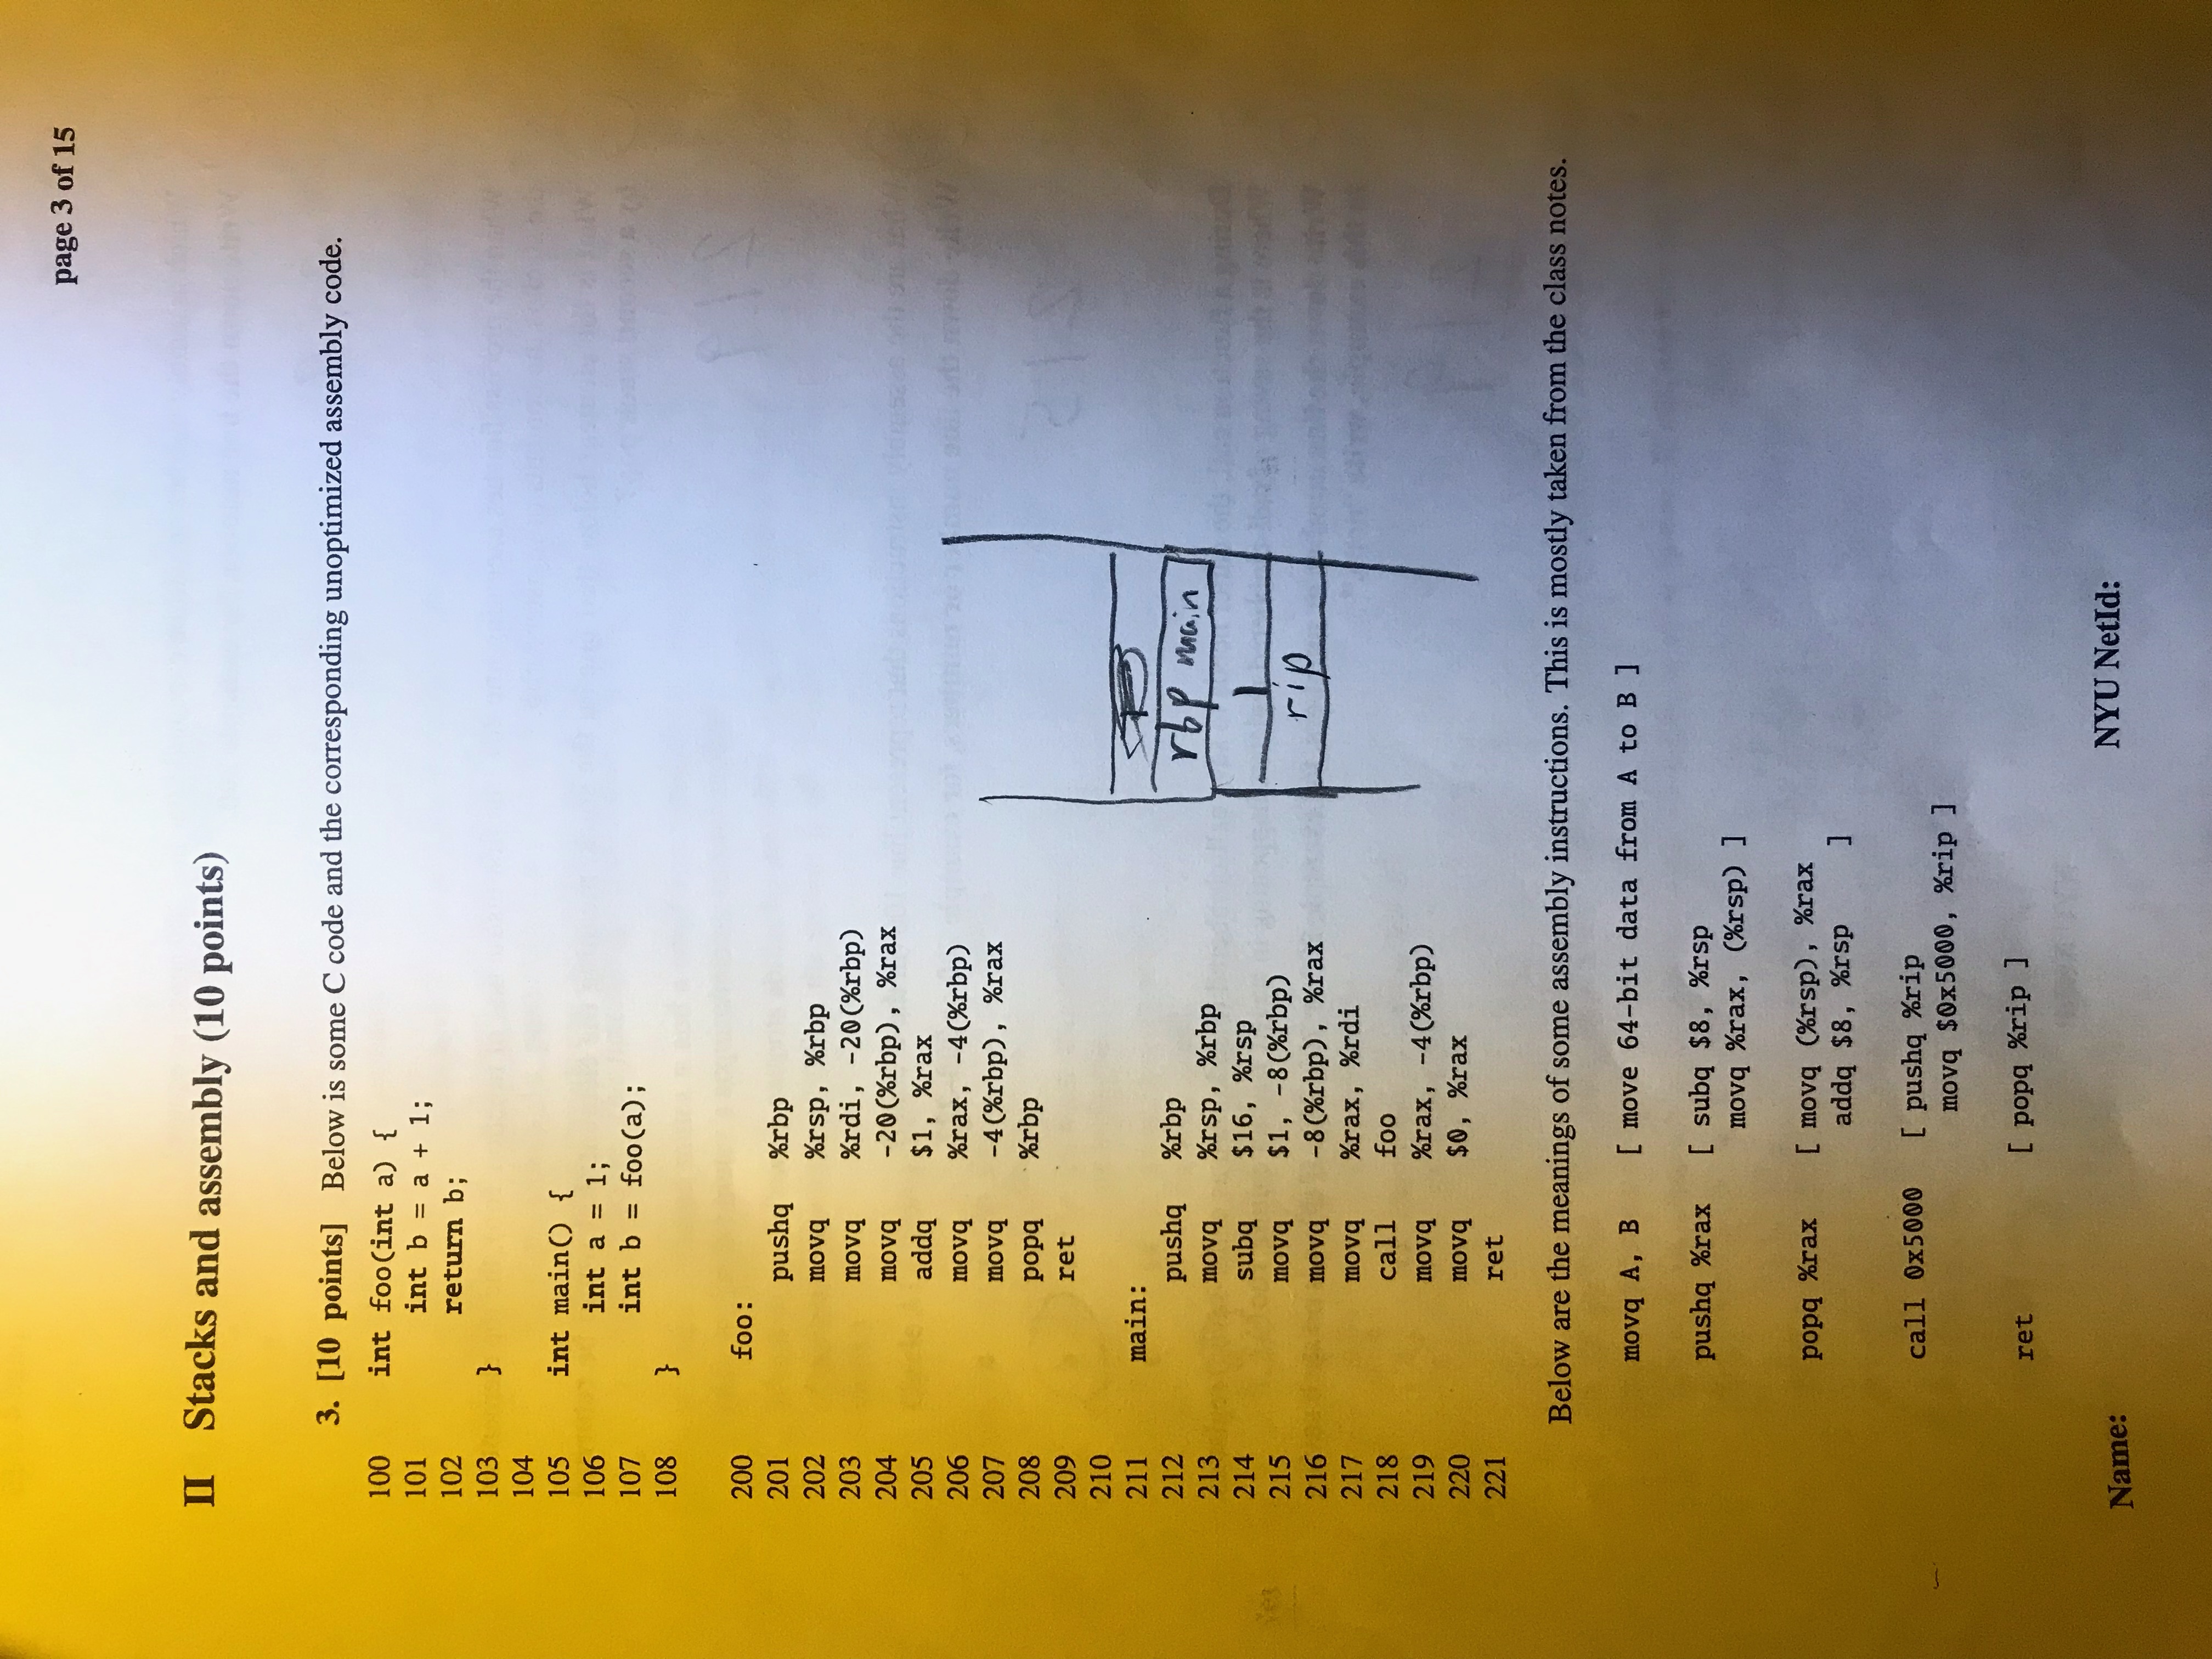 page 3 of 15
II Stacks and assembly (10 points)
3. [10 points] Below is some C code and the corresponding unoptimized assembly code.
100 int foo(int a) {
101 int b = a + 1;
102 return b;
103 }
104
105 int main() {
106 int a = 1;
107 int b = foo(a);
108 }
200 foo:
201 pushq %rbp
202 movq %rsp, %rbp
203 movq %rdi, -20(%rbp)
204 movq -20(%rbp), %rax
205 addq $1, %rax
206 movq %rax, -4(%rbp)
207 movq -4(%rbp), %rax
208 popq %rbp
209 ret
210
211 main:
212 pushq %rbp
213 movq %rsp, %rbp
214 subq $16, %rsp
215 movq $1, -8(%rbp)
216 movq -8(%rbp), %rax
217 movq %rax, %rdi
218 call foo
219 movq %rax, -4(%rbp)
220 movq $0, %rax
221 ret
rbp main
1
rip
Below are the meanings of some assembly instructions. This is mostly taken from the class notes.
movq A, B [ move 64-bit data from A to B ]
pushq %rax [ subq $8, %rsp
movq %rax, (%rsp) ]
popq %rax [ movq (%rsp), %rax
addq $8, %rsp ]
call 0x5000 [ pushq %rip
movq $0x5000, %rip ]
ret [ popq %rip ]
Name: NYU NetId: